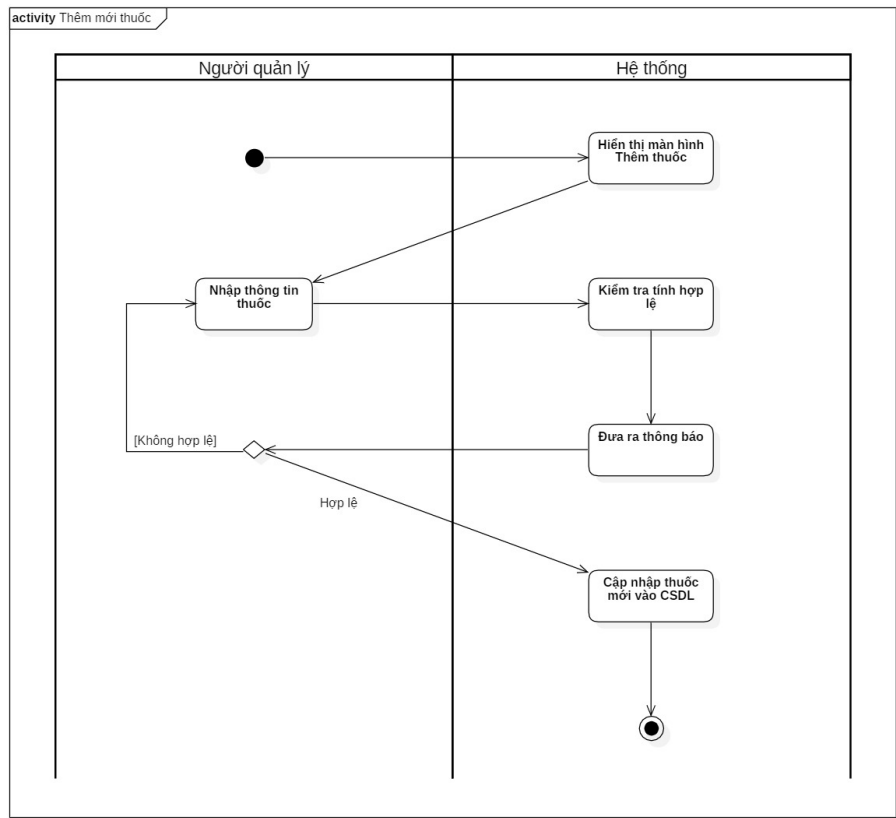 activity Thêm mới thuốc
Người quản lý
Hệ thống
Hiển thị màn hình
Thêm thuốc
Nhập thông tin
thuốc
Kiểm tra tính hợp
lệ
[Không hợp lệ]
Đưa ra thông báo
Hợp lệ
Cập nhập thuốc
mới vào CSDL